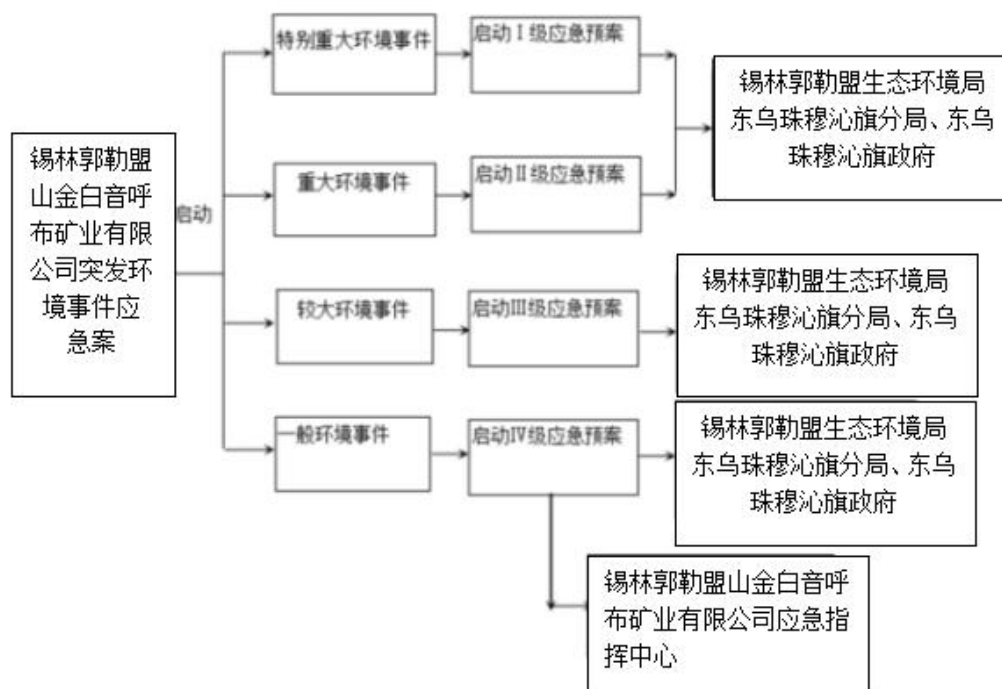 特别重大环境事件
启动Ⅰ级应急预案
锡林郭勒盟生态环境局
东乌珠穆沁旗分局、东乌
珠穆沁旗政府
锡林郭勒盟
山金白音呼
布矿业有限
公司突发环
境事件应
急案
启动
重大环境事件
启动Ⅱ级应急预案
较大环境事件
启动Ⅲ级应急预案
锡林郭勒盟生态环境局
东乌珠穆沁旗分局、东乌
珠穆沁旗政府
一般环境事件
启动Ⅳ级应急预案
锡林郭勒盟生态环境局
东乌珠穆沁旗分局、东乌
珠穆沁旗政府
锡林郭勒盟山金白音呼
布矿业有限公司应急指
挥中心